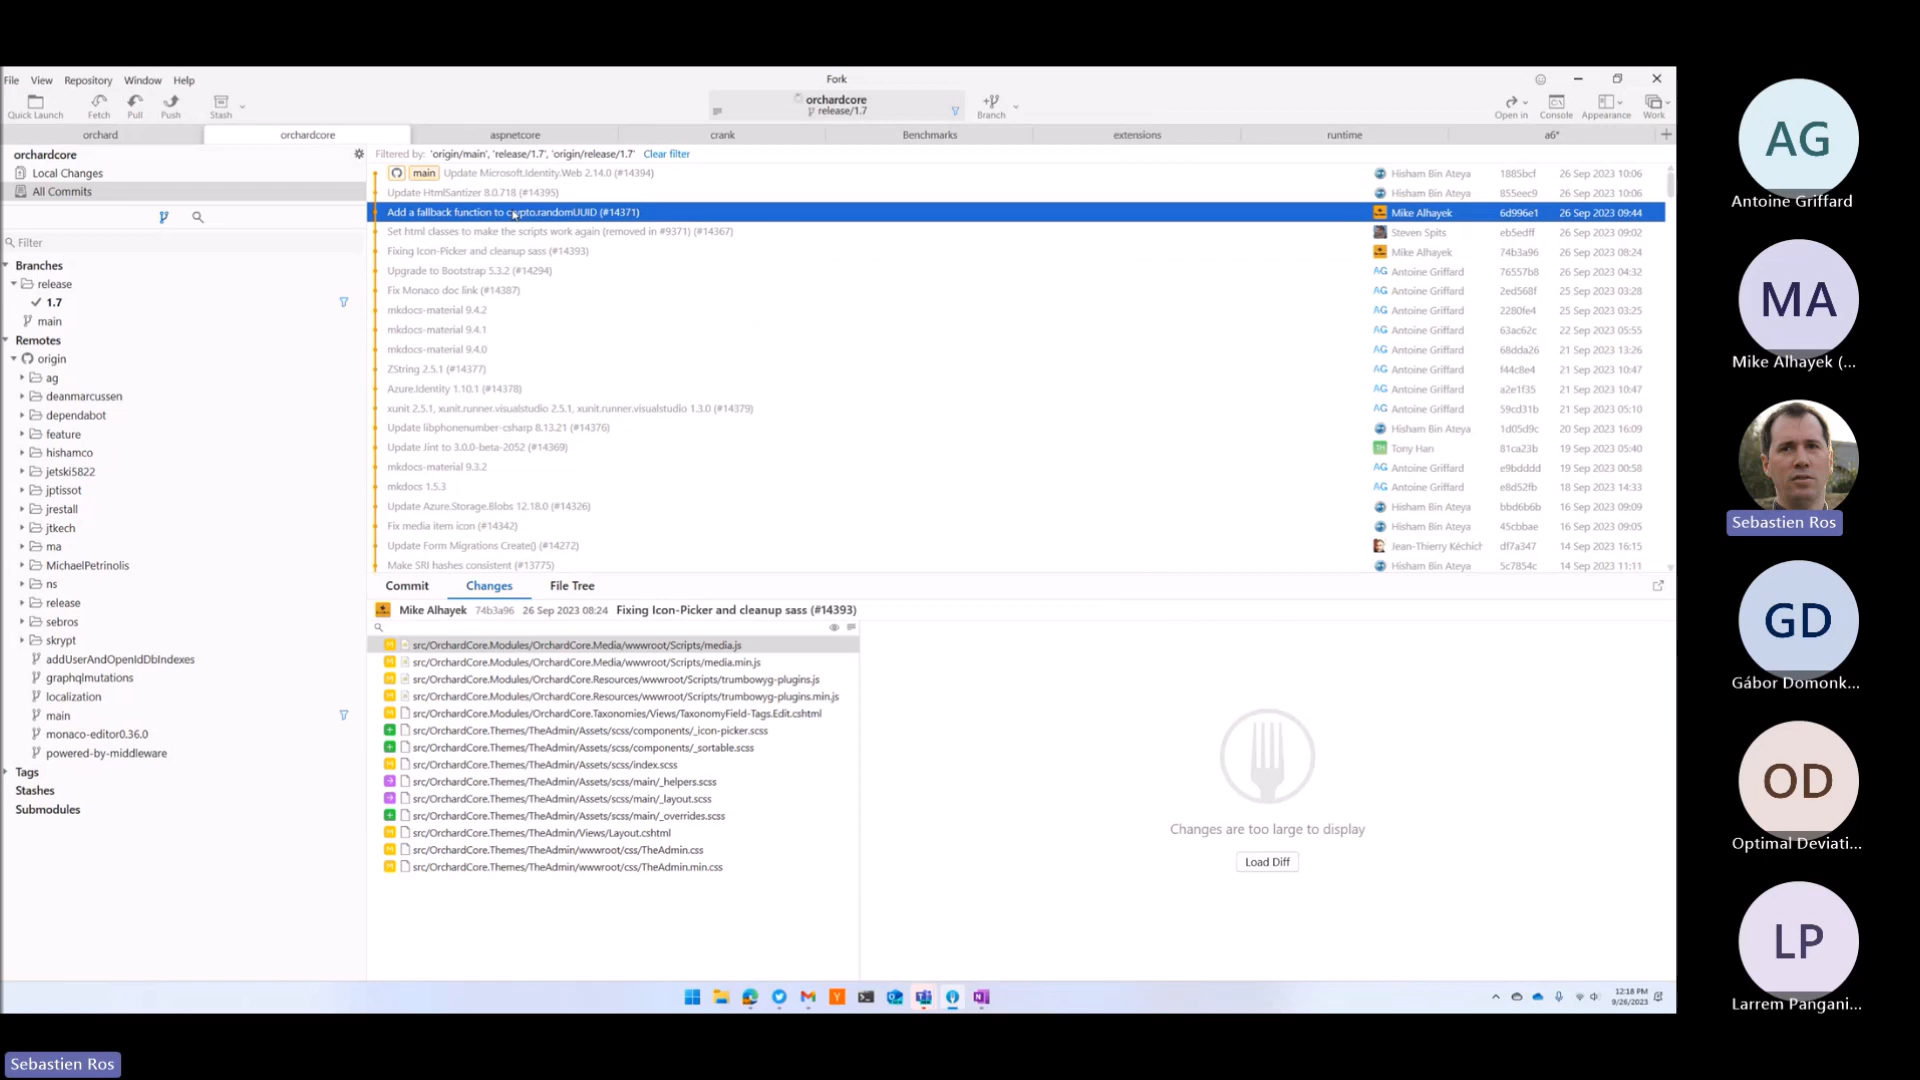 File View Repository Window Help
Fork
Quick Launch Fetch Pull Push Stash
orchardcore
release/1.7
Branch
Open in Console Appearance Work
orchard orchardcore aspnetcore crank Benchmarks extensions runtime a6*
orchardcore
Local Changes
All Commits
Filter
Branches
release
1.7
main
Remotes
origin
ag
deanmarcussen
dependabot
feature
hishamco
jetski5822
jptissot
jrestall
jtkech
ma
MichaelPetrinolis
ns
release
sebros
skrypt
addUserAndOpenIdDbIndexes
graphqlmutations
localization
main
monaco-editor0.36.0
powered-by-middleware
Tags
Stashes
Submodules
Filtered by: 'origin/main', 'release/1.7', 'origin/release/1.7' Clear filter
main Update Microsoft.Identity.Web 2.14.0 (#14394) Hisham Bin Ateya 1885bcf 26 Sep 2023 10:06
Update HtmlSantizer 8.0.718 (#14395) Hisham Bin Ateya 855eec9 26 Sep 2023 10:06
Add a fallback function to crypto.randomUUID (#14371) Mike Alhayek 6d996e1 26 Sep 2023 09:44
Set html classes to make the scripts work again (removed in #9371) (#14367) Steven Spits eb5edff 26 Sep 2023 09:02
Fixing Icon-Picker and cleanup sass (#14393) Mike Alhayek 74b3a96 26 Sep 2023 08:24
Upgrade to Bootstrap 5.3.2 (#14294) AG Antoine Griffard 76557b8 26 Sep 2023 04:32
Fix Monaco doc link (#14387) AG Antoine Griffard 2ed568f 25 Sep 2023 03:28
mkdocs-material 9.4.2 AG Antoine Griffard 2280fe4 25 Sep 2023 03:25
mkdocs-material 9.4.1 AG Antoine Griffard 63ac62c 22 Sep 2023 05:55
mkdocs-material 9.4.0 AG Antoine Griffard 68dda26 21 Sep 2023 13:26
ZString 2.5.1 (#14377) AG Antoine Griffard f44c8e4 21 Sep 2023 10:47
Azure.Identity 1.10.1 (#14378) AG Antoine Griffard a2e1f35 21 Sep 2023 10:47
xunit 2.5.1, xunit.runner.visualstudio 2.5.1, xunit.runner.visualstudio 1.3.0 (#14379) AG Antoine Griffard 59cd31b 21 Sep 2023 05:10
Update libphonenumber-csharp 8.13.21 (#14376) Hisham Bin Ateya 1d05d9c 20 Sep 2023 16:09
Update Jint to 3.0.0-beta-2052 (#14369) TH Tony Han 81ca23b 19 Sep 2023 05:40
mkdocs-material 9.3.2 AG Antoine Griffard e9bdddd 19 Sep 2023 00:58
mkdocs 1.5.3 AG Antoine Griffard e8d52fb 18 Sep 2023 14:33
Update Azure.Storage.Blobs 12.18.0 (#14326) Hisham Bin Ateya bbd6b6b 16 Sep 2023 09:09
Fix media item icon (#14342) Hisham Bin Ateya 45cbbae 16 Sep 2023 09:05
Update Form Migrations Create() (#14272) Jean-Thierry Kéchich df7a347 14 Sep 2023 16:15
Make SRI hashes consistent (#13775) Hisham Bin Ateya 5c7854c 14 Sep 2023 11:11
Commit Changes File Tree
Mike Alhayek 74b3a96 26 Sep 2023 08:24 Fixing Icon-Picker and cleanup sass (#14393)
src/OrchardCore.Modules/OrchardCore.Media/wwwroot/Scripts/media.js
src/OrchardCore.Modules/OrchardCore.Media/wwwroot/Scripts/media.min.js
src/OrchardCore.Modules/OrchardCore.Resources/wwwroot/Scripts/trumbowyg-plugins.js
src/OrchardCore.Modules/OrchardCore.Resources/wwwroot/Scripts/trumbowyg-plugins.min.js
src/OrchardCore.Modules/OrchardCore.Taxonomies/Views/TaxonomyField-Tags.Edit.cshtml
src/OrchardCore.Themes/TheAdmin/Assets/scss/components/_icon-picker.scss
src/OrchardCore.Themes/TheAdmin/Assets/scss/components/_sortable.scss
src/OrchardCore.Themes/TheAdmin/Assets/scss/index.scss
src/OrchardCore.Themes/TheAdmin/Assets/scss/main/_helpers.scss
src/OrchardCore.Themes/TheAdmin/Assets/scss/main/_layout.scss
src/OrchardCore.Themes/TheAdmin/Assets/scss/main/_overrides.scss
src/OrchardCore.Themes/TheAdmin/Views/Layout.cshtml
src/OrchardCore.Themes/TheAdmin/wwwroot/css/TheAdmin.css
src/OrchardCore.Themes/TheAdmin/wwwroot/css/TheAdmin.min.css
Changes are too large to display
Load Diff
12:18 PM
9/26/2023
AG
Antoine Griffard
MA
Mike Alhayek (...
Sebastien Ros
GD
Gábor Domonk...
OD
Optimal Deviati...
LP
Larrem Pangani...
Sebastien Ros